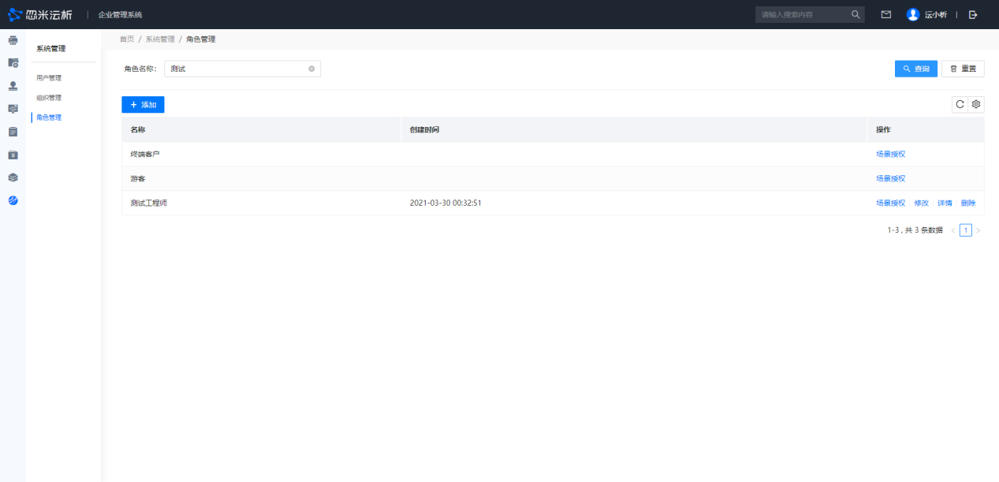 忽米沄析 | 企业管理系统 请输入搜索内容 沄小析 |
系统管理
用户管理
组织管理
角色管理
首页 / 系统管理 / 角色管理
角色名称: 测试 查询 重置
+ 添加
名称 创建时间 操作
终端客户 场景授权
游客 场景授权
测试工程师 2021-03-30 00:32:51 场景授权 修改 详情 删除
1-3 , 共 3 条数据 < 1 >